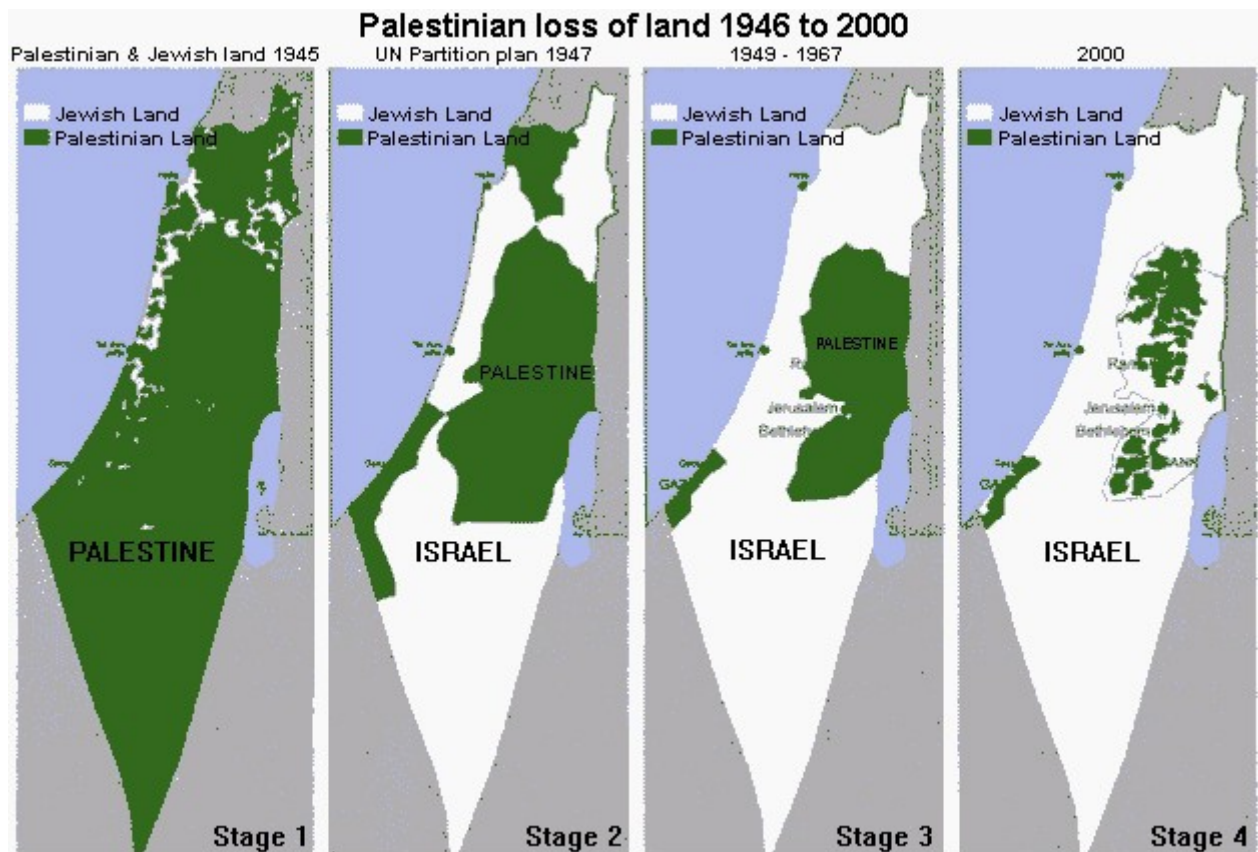 Palestinian loss of land 1946 to 2000
Palestinian & Jewish land 1945
Jewish Land
Palestinian Land
PALESTINE
Stage 1
UN Partition plan 1947
Jewish Land
Palestinian Land
PALESTINE
ISRAEL
Stage 2
1949 - 1967
Jewish Land
Palestinian Land
PALESTINE
Jerusalem
ISRAEL
Stage 3
2000
Jewish Land
Palestinian Land
Jerusalem
Bethlehem
ISRAEL
Stage 4